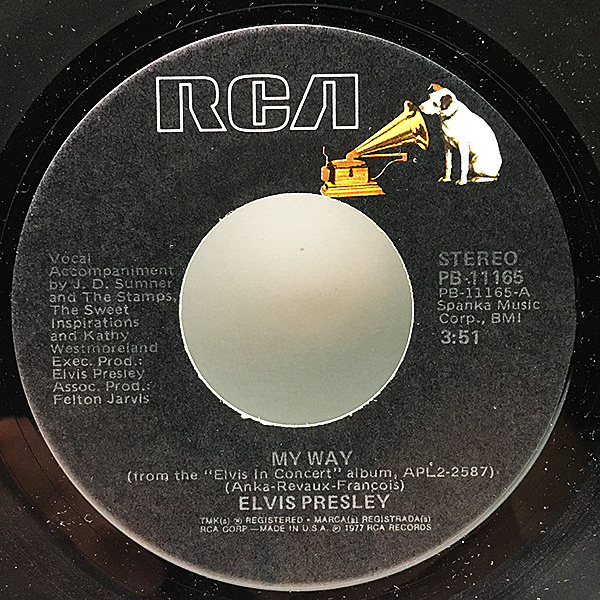 RCA
Vocal
Accompaniment
by J. D. Sumner
and The Stamps,
The Sweet
Inspirations
and Kathy
Westmoreland
Exec. Prod.:
Elvis Presley
Assoc. Prod.:
Felton Jarvis
STEREO
PB-11165
PB-11165-A
Spanka Music
Corp., BMI
3:51
MY WAY
(from the "Elvis In Concert" album, APL2-2587)
(Anka-Revaux-François)
ELVIS PRESLEY
TMK(s) ® REGISTERED • MARCA(s) REGISTRADA(s)
RCA CORP.—MADE IN U.S.A. ℗ 1977 RCA RECORDS